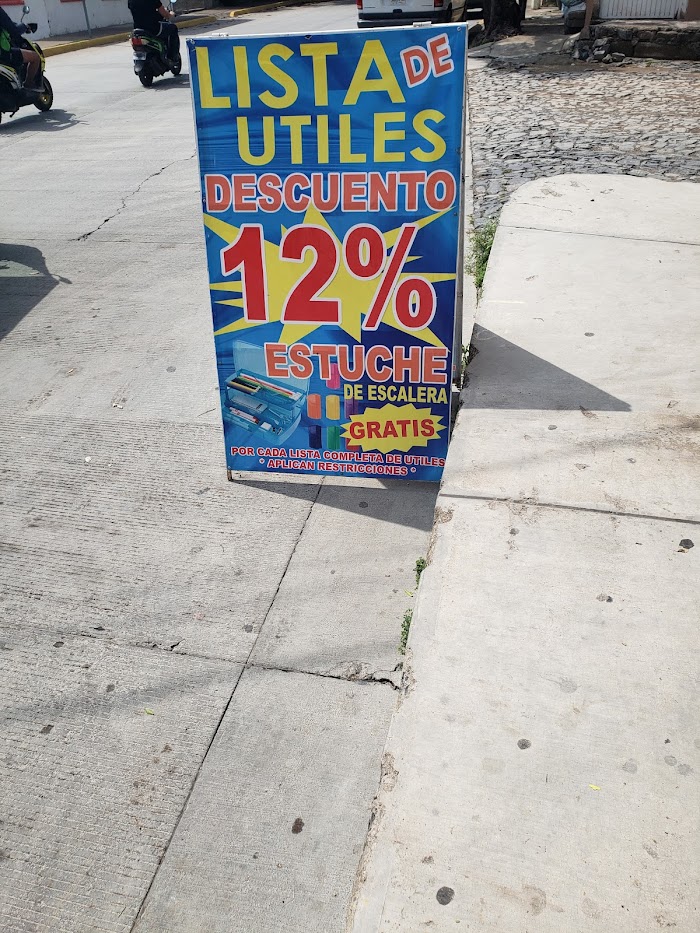 LISTA DE
UTILES
DESCUENTO
12%
ESTUCHE
DE ESCALERA
GRATIS
POR CADA LISTA COMPLETA DE UTILES
* APLICAN RESTRICCIONES *